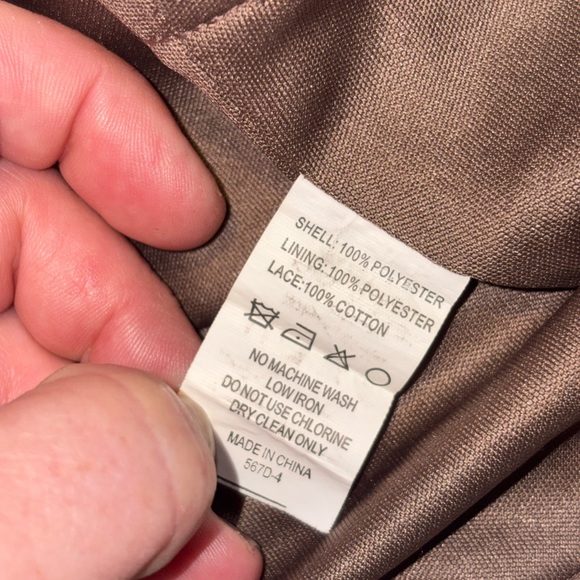 SHELL: 100% POLYESTER
LINING: 100% POLYESTER
LACE:100% COTTON
NO MACHINE WASH
LOW IRON
DO NOT USE CHLORINE
DRY CLEAN ONLY
MADE IN CHINA
567D-4